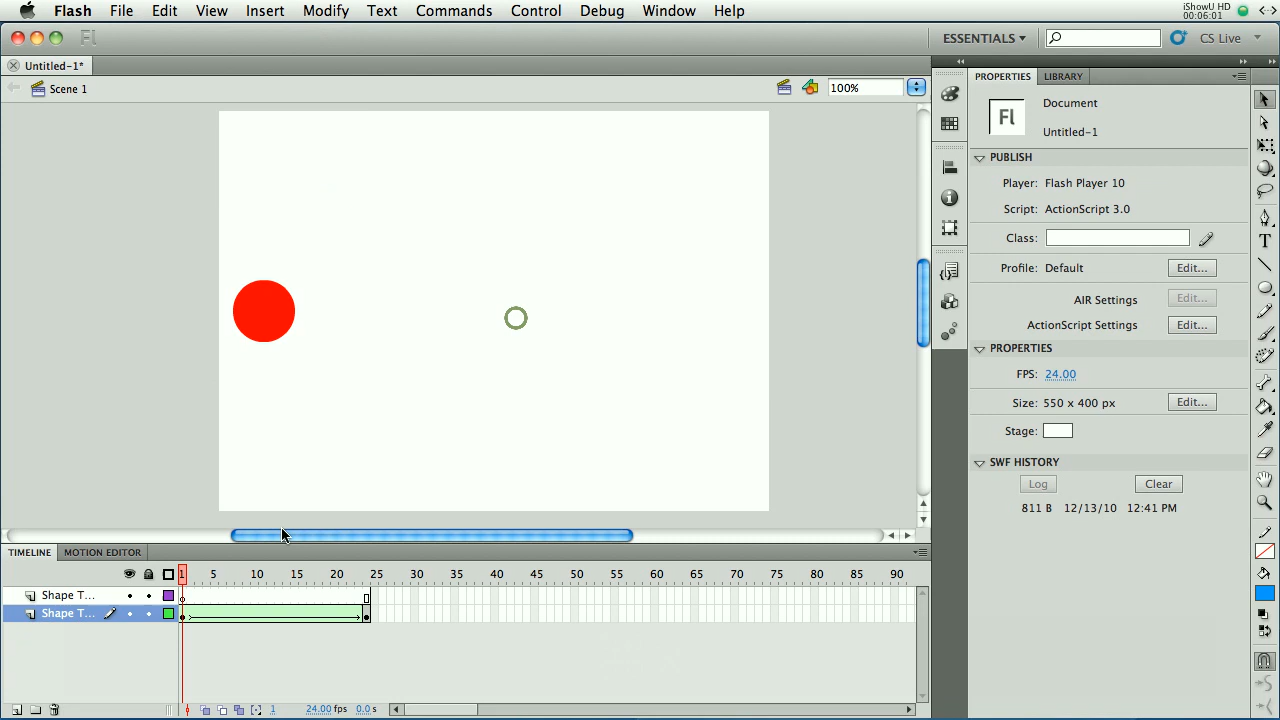 Flash File Edit View Insert Modify Text Commands Control Debug Window Help
iShowU HD
00:06:01
Fl
ESSENTIALS
CS Live
Untitled-1*
Scene 1
100%
PROPERTIES LIBRARY
Fl
Document
Untitled-1
PUBLISH
Player: Flash Player 10
Script: ActionScript 3.0
Class:
Profile: Default Edit...
AIR Settings Edit...
ActionScript Settings Edit...
PROPERTIES
FPS: 24.00
Size: 550 x 400 px Edit...
Stage:
SWF HISTORY
Log Clear
811 B 12/13/10 12:41 PM
TIMELINE MOTION EDITOR
1 5 10 15 20 25 30 35 40 45 50 55 60 65 70 75 80 85 90
Shape T...
Shape T...
1 24.00 fps 0.0 s